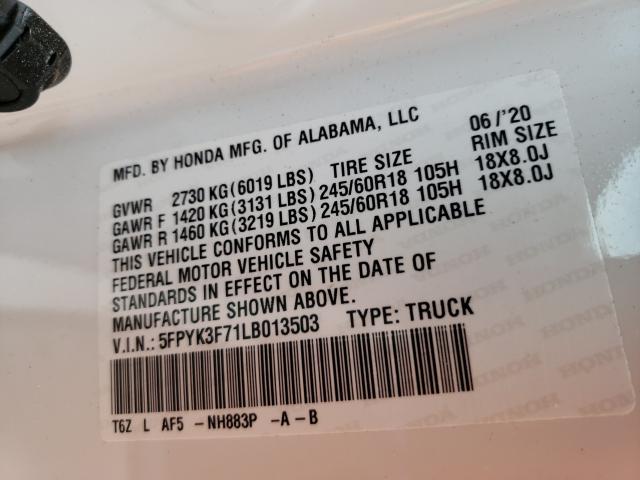 MFD. BY HONDA MFG. OF ALABAMA, LLC 06/'20
GVWR 2730 KG(6019 LBS) TIRE SIZE RIM SIZE
GAWR F 1420 KG(3131 LBS) 245/60R18 105H 18X8.0J
GAWR R 1460 KG(3219 LBS) 245/60R18 105H 18X8.0J
THIS VEHICLE CONFORMS TO ALL APPLICABLE
FEDERAL MOTOR VEHICLE SAFETY
STANDARDS IN EFFECT ON THE DATE OF
MANUFACTURE SHOWN ABOVE.
V.I.N.: 5FPYK3F71LB013503 TYPE: TRUCK
T6Z L AF5 -NH883P -A-B